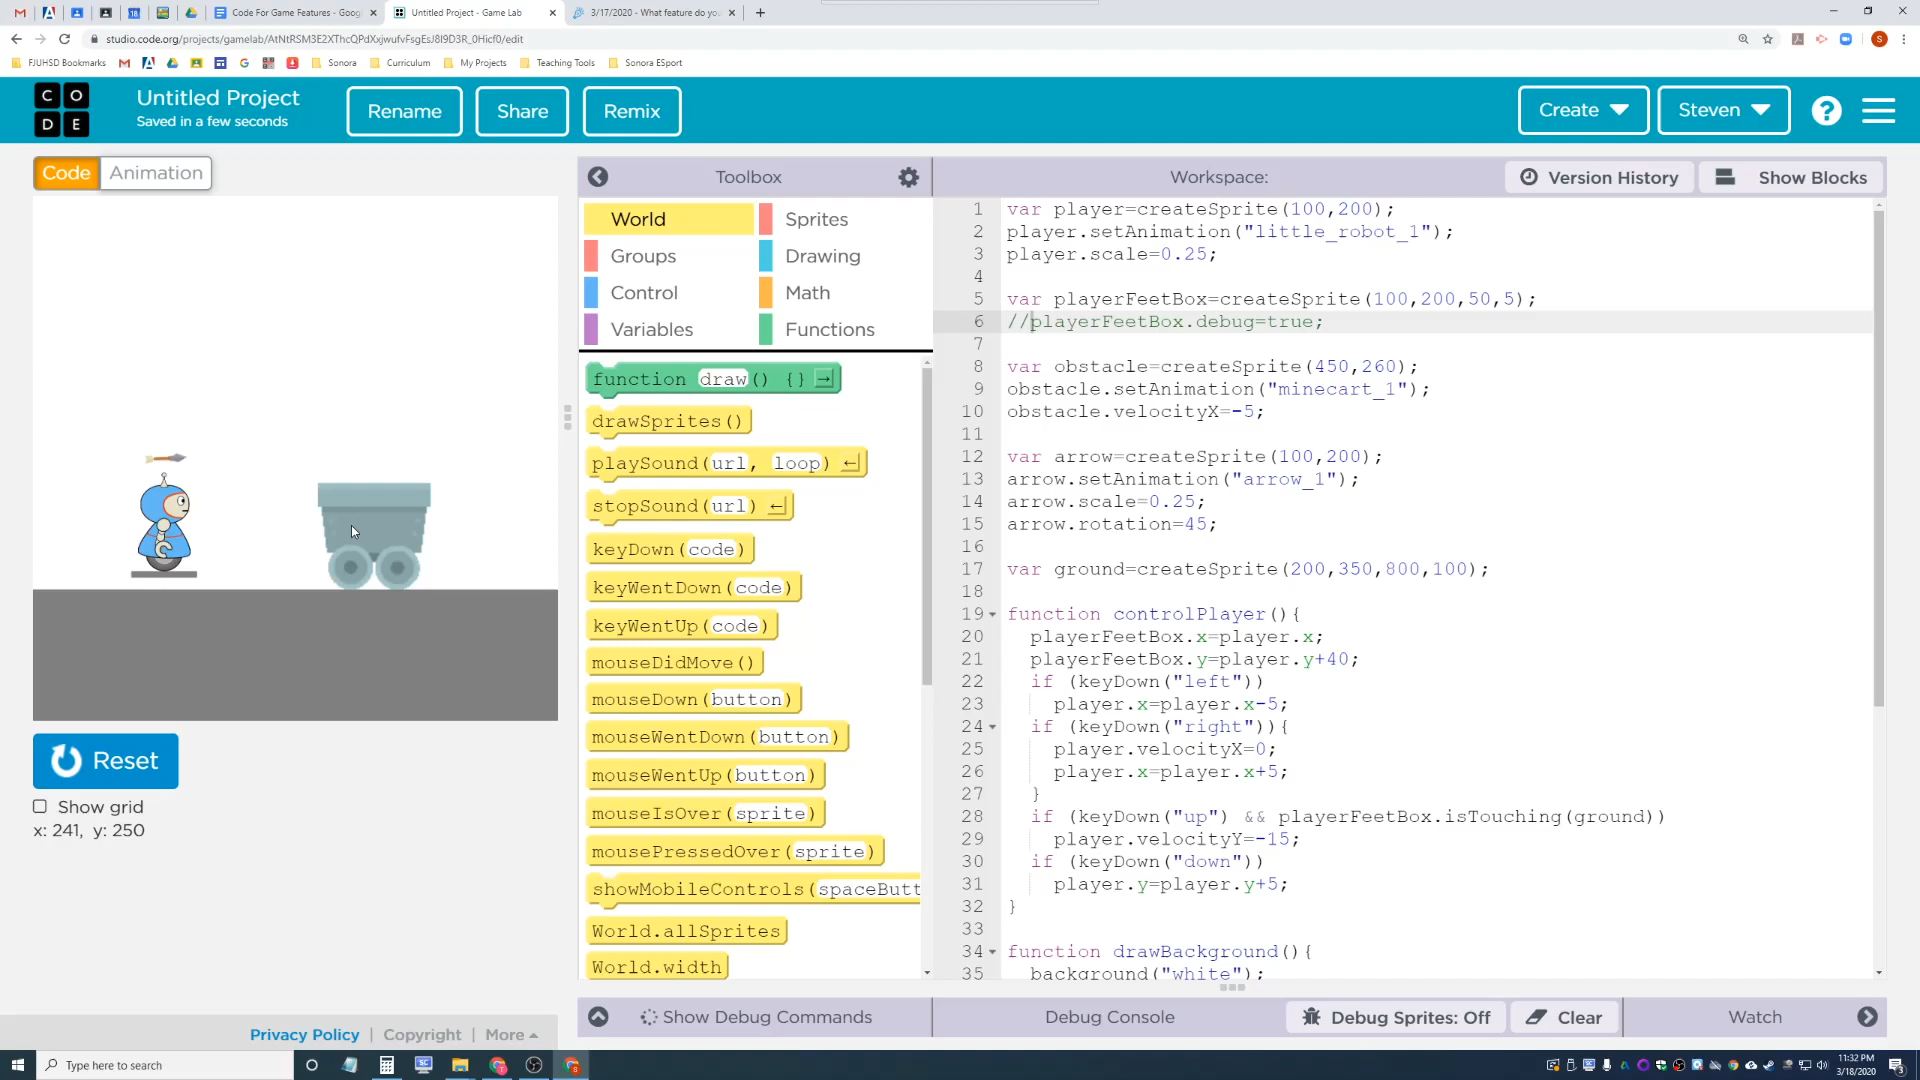 Code For Game Features - Goog
Untitled Project - Game Lab
3/17/2020 - What feature do you
studio.code.org/projects/gamelab/AtNtRSM3E2XThcQPdXxjwufvFsgEsJ8I9D3R_0Hicf0/edit
FJUHSD Bookmarks
Sonora
Curriculum
My Projects
Teaching Tools
Sonora ESport
C O
D E
Untitled Project
Saved in a few seconds
Rename
Share
Remix
Create
Steven
?
Code
Animation
Toolbox
Workspace:
Version History
Show Blocks
World
Sprites
Groups
Drawing
Control
Math
Variables
Functions
function draw() {}
drawSprites()
playSound(url, loop)
stopSound(url)
keyDown(code)
keyWentDown(code)
keyWentUp(code)
mouseDidMove()
mouseDown(button)
mouseWentDown(button)
mouseWentUp(button)
mouseIsOver(sprite)
mousePressedOver(sprite)
showMobileControls(spaceButt
World.allSprites
World.width
1 var player=createSprite(100,200);
2 player.setAnimation("little_robot_1");
3 player.scale=0.25;
4
5 var playerFeetBox=createSprite(100,200,50,5);
6 //playerFeetBox.debug=true;
7
8 var obstacle=createSprite(450,260);
9 obstacle.setAnimation("minecart_1");
10 obstacle.velocityX=-5;
11
12 var arrow=createSprite(100,200);
13 arrow.setAnimation("arrow_1");
14 arrow.scale=0.25;
15 arrow.rotation=45;
16
17 var ground=createSprite(200,350,800,100);
18
19 function controlPlayer(){
20 playerFeetBox.x=player.x;
21 playerFeetBox.y=player.y+40;
22 if (keyDown("left"))
23 player.x=player.x-5;
24 if (keyDown("right")){
25 player.velocityX=0;
26 player.x=player.x+5;
27 }
28 if (keyDown("up") && playerFeetBox.isTouching(ground))
29 player.velocityY=-15;
30 if (keyDown("down"))
31 player.y=player.y+5;
32 }
33
34 function drawBackground(){
35 background("white");
Reset
Show grid
x: 241, y: 250
Privacy Policy | Copyright | More
Show Debug Commands
Debug Console
Debug Sprites: Off
Clear
Watch
Type here to search
11:32 PM
3/18/2020